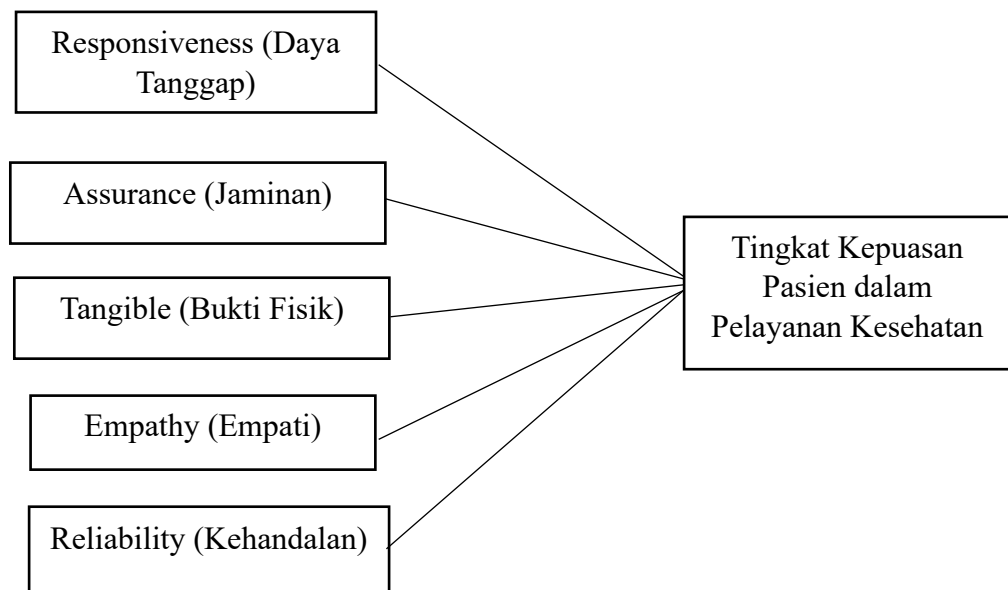 Responsiveness (Daya
Tanggap)
Assurance (Jaminan)
Tangible (Bukti Fisik)
Empathy (Empati)
Reliability (Kehandalan)
Tingkat Kepuasan
Pasien dalam
Pelayanan Kesehatan